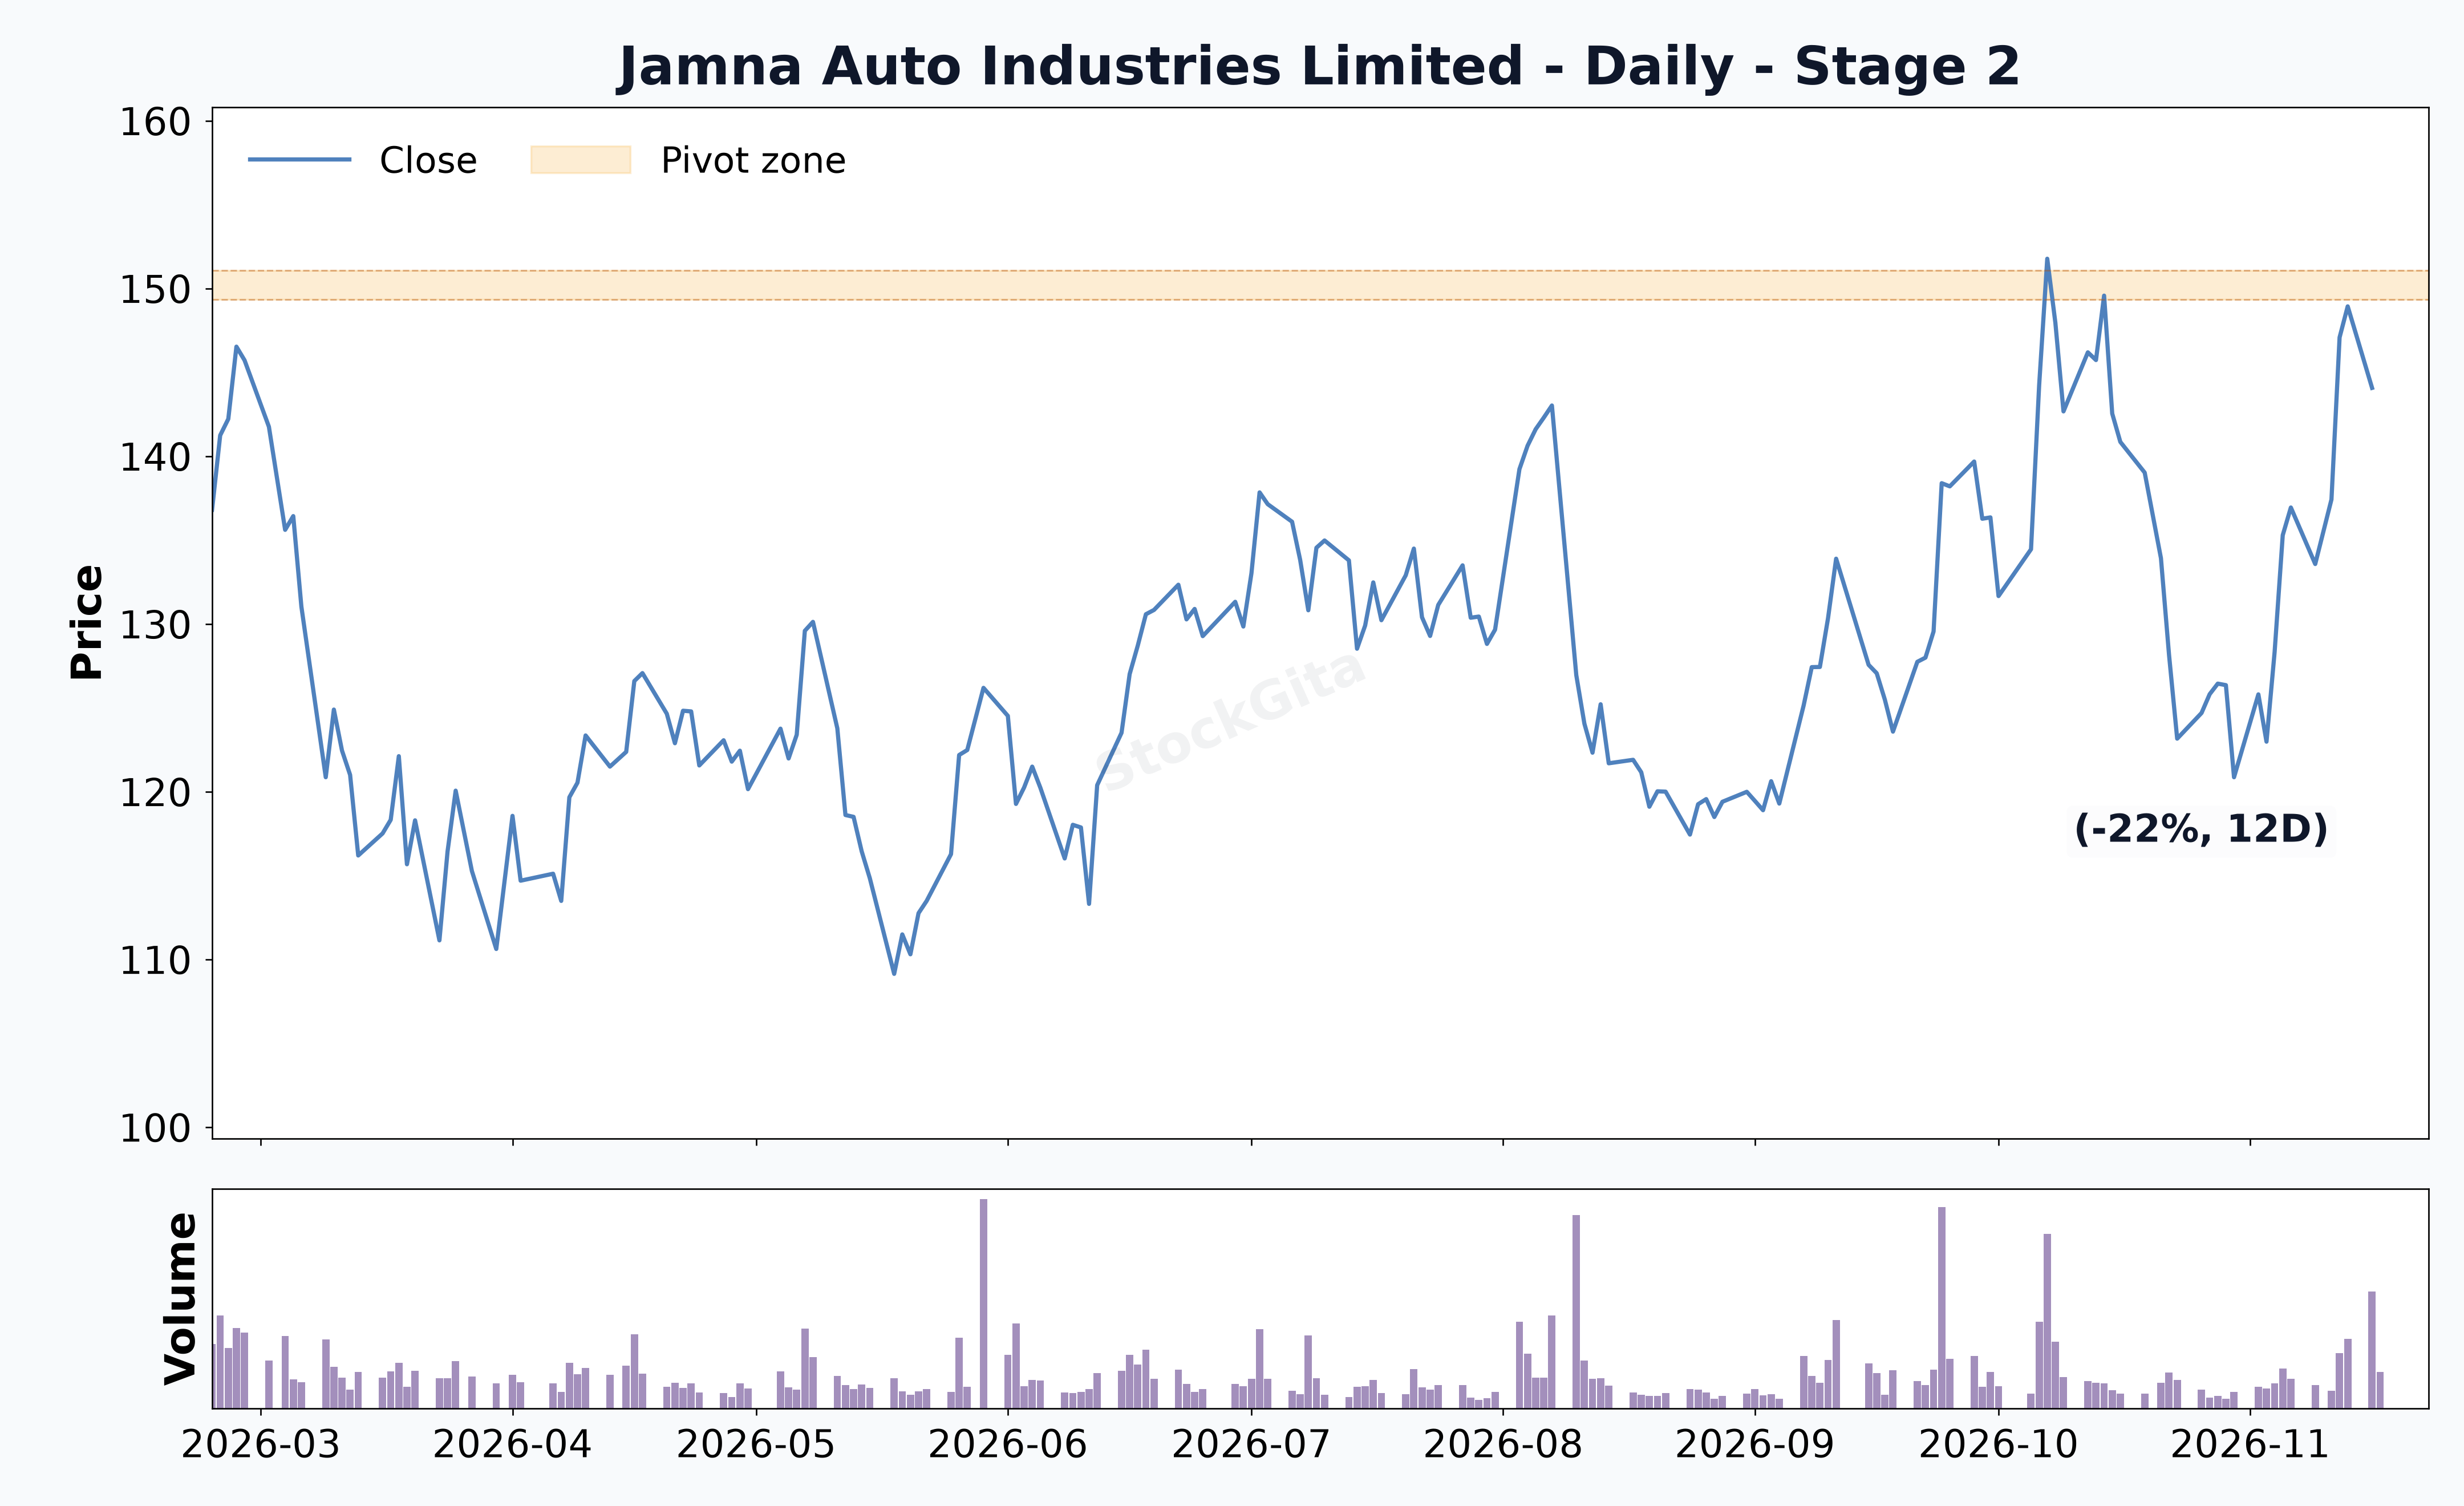 Jamna Auto Industries Limited - Daily - Stage 2
Close
Pivot zone
160
150
140
130
120
110
100
Price
StockGita
(-22%, 12D)
Volume
2026-03
2026-04
2026-05
2026-06
2026-07
2026-08
2026-09
2026-10
2026-11